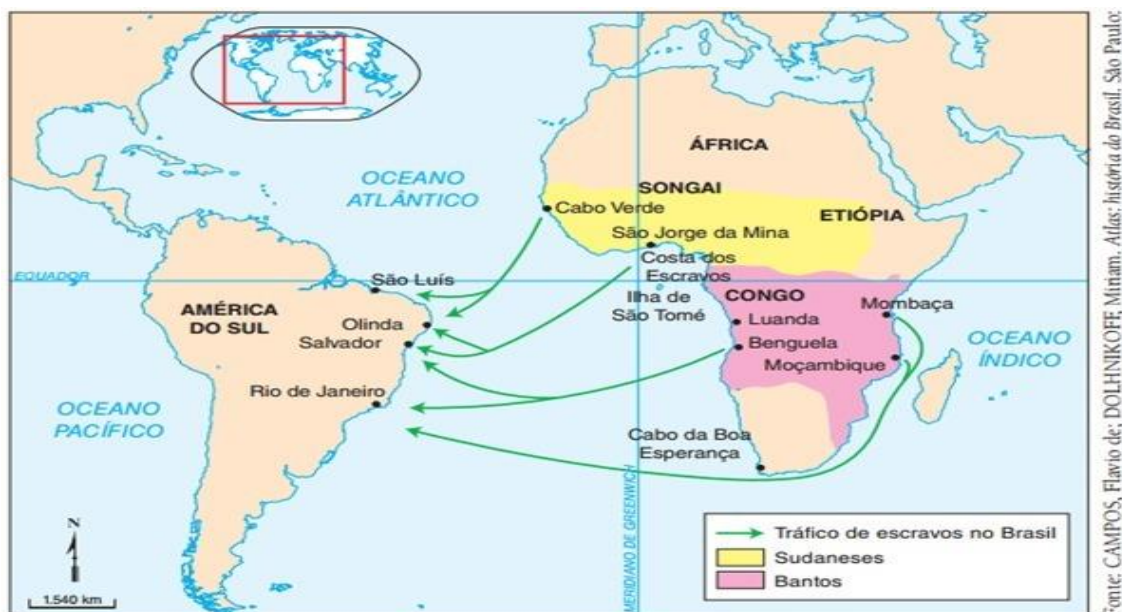 ÁFRICA
OCEANO
ATLÂNTICO
SONGAI
ETIÓPIA
Cabo Verde
São Jorge da Mina
Costa dos
Escravos
EQUADOR
São Luís
AMÉRICA
DO SUL
Ilha de
São Tomé
CONGO
Mombaça
Luanda
Olinda
Salvador
Benguela
Moçambique
OCEANO
ÍNDICO
Rio de Janeiro
OCEANO
PACÍFICO
Cabo da Boa
Esperança
MERIDIANO DE GREENWICH
N
1.540 km
Tráfico de escravos no Brasil
Sudaneses
Bantos
Fonte: CAMPOS, Flavio de; DOLHNIKOFF, Miriam. Atlas: história do Brasil. São Paulo: